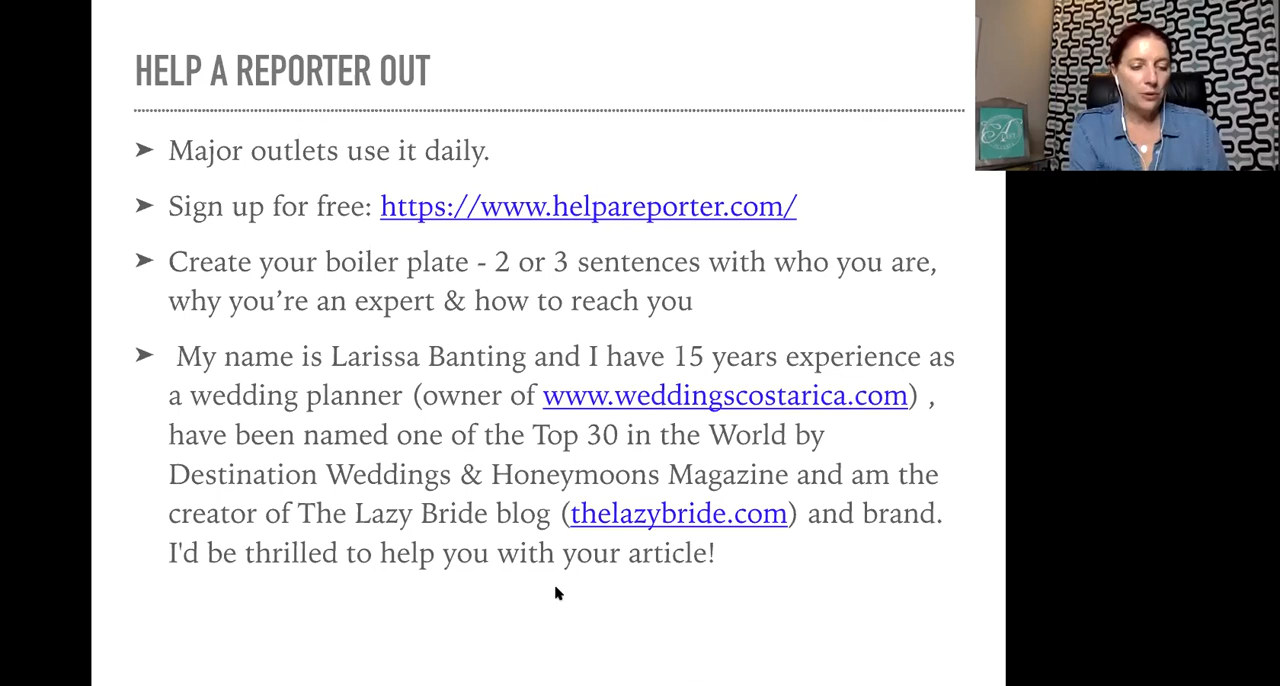 HELP A REPORTER OUT
➤ Major outlets use it daily.
➤ Sign up for free: https://www.helpareporter.com/
➤ Create your boiler plate - 2 or 3 sentences with who you are,
why you’re an expert & how to reach you
➤ My name is Larissa Banting and I have 15 years experience as
a wedding planner (owner of www.weddingscostarica.com) ,
have been named one of the Top 30 in the World by
Destination Weddings & Honeymoons Magazine and am the
creator of The Lazy Bride blog (thelazybride.com) and brand.
I'd be thrilled to help you with your article!